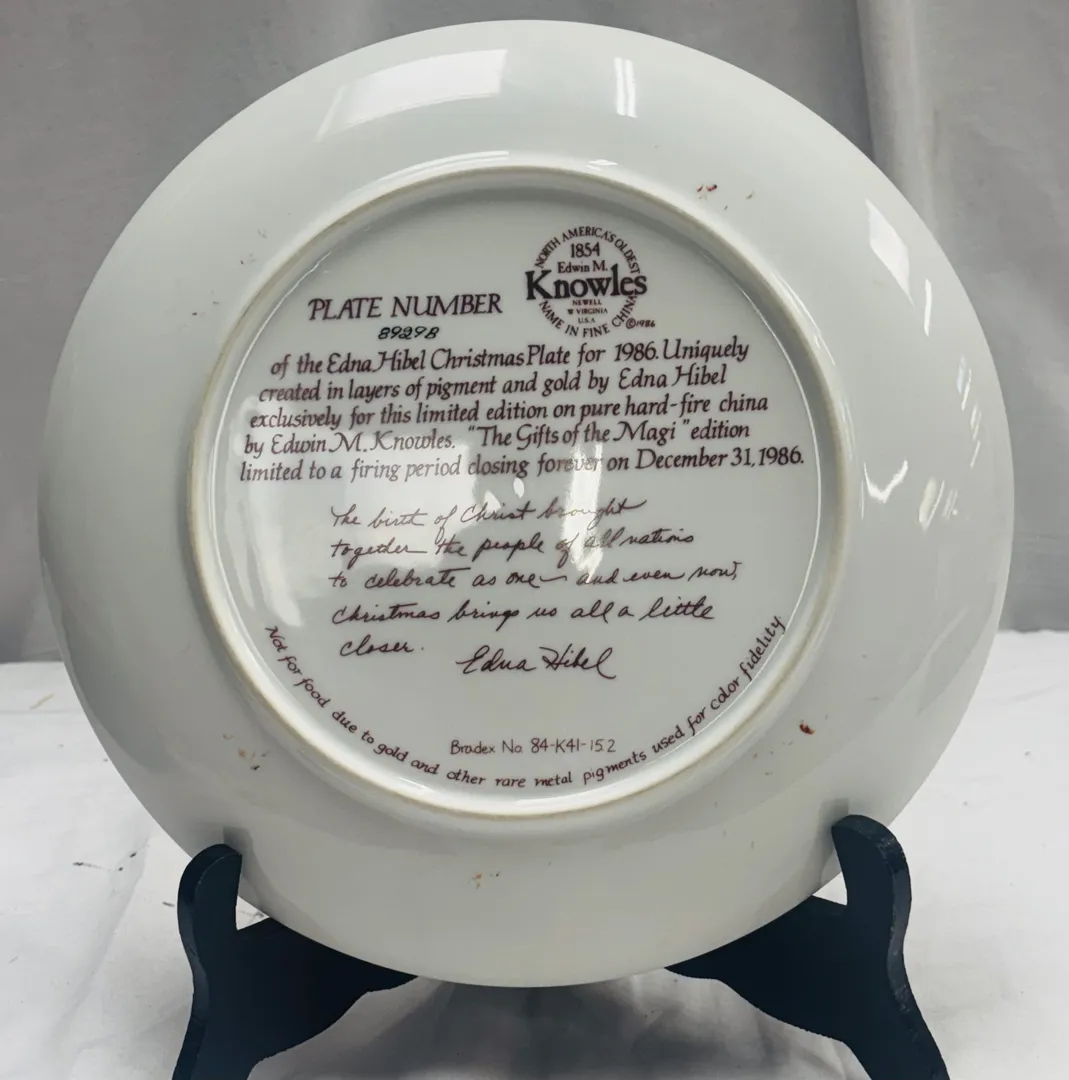 NORTH AMERICA'S OLDEST
1854
Edwin M.
Knowles
NEWELL
W VIRGINIA
U.S.A.
NAME IN FINE CHINA
©1986
PLATE NUMBER
8929B
of the Edna Hibel Christmas Plate for 1986. Uniquely
created in layers of pigment and gold by Edna Hibel
exclusively for this limited edition on pure hard-fire china
by Edwin M. Knowles. "The Gifts of the Magi" edition
limited to a firing period closing forever on December 31, 1986.
The birth of Christ brought
together the people of all nations
to celebrate as one — and even now,
Christmas brings us all a little
closer.
Edna Hibel
Bradex No 84-K41-15.2
Not for food due to gold and other rare metal pigments used for color fidelity